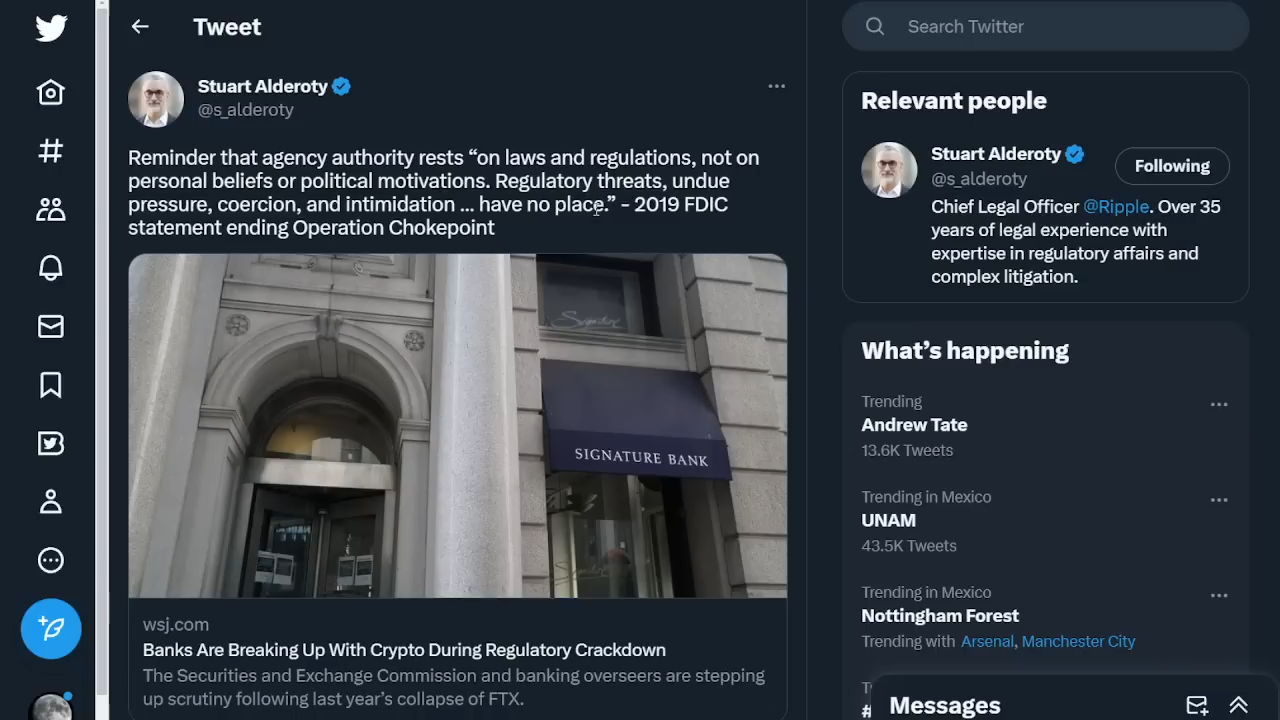 Tweet
Stuart Alderoty
@s_alderoty
Reminder that agency authority rests “on laws and regulations, not on
personal beliefs or political motivations. Regulatory threats, undue
pressure, coercion, and intimidation ... have no place.” - 2019 FDIC
statement ending Operation Chokepoint
Signature
SIGNATURE BANK
wsj.com
Banks Are Breaking Up With Crypto During Regulatory Crackdown
The Securities and Exchange Commission and banking overseers are stepping
up scrutiny following last year’s collapse of FTX.
Search Twitter
Relevant people
Stuart Alderoty
@s_alderoty
Following
Chief Legal Officer @Ripple. Over 35
years of legal experience with
expertise in regulatory affairs and
complex litigation.
What’s happening
Trending
Andrew Tate
13.6K Tweets
Trending in Mexico
UNAM
43.5K Tweets
Trending in Mexico
Nottingham Forest
Trending with Arsenal, Manchester City
#
Messages